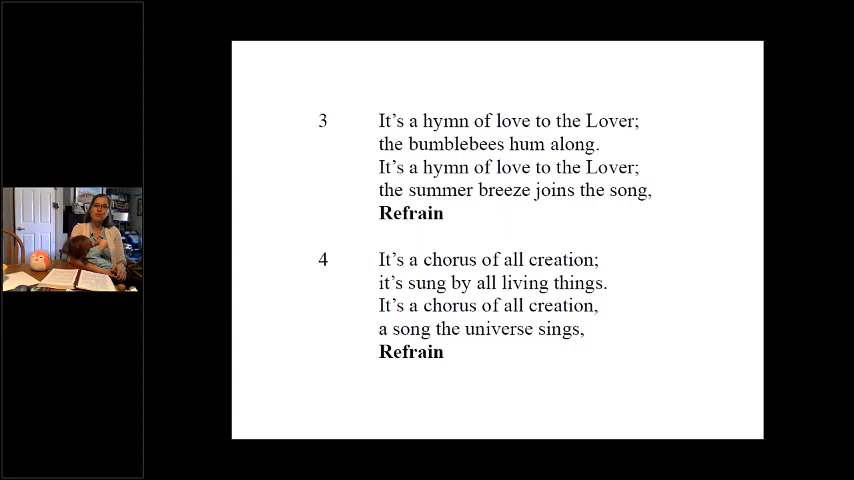 3 It's a hymn of love to the Lover;
the bumblebees hum along.
It's a hymn of love to the Lover;
the summer breeze joins the song,
Refrain
4 It's a chorus of all creation;
it's sung by all living things.
It's a chorus of all creation,
a song the universe sings,
Refrain